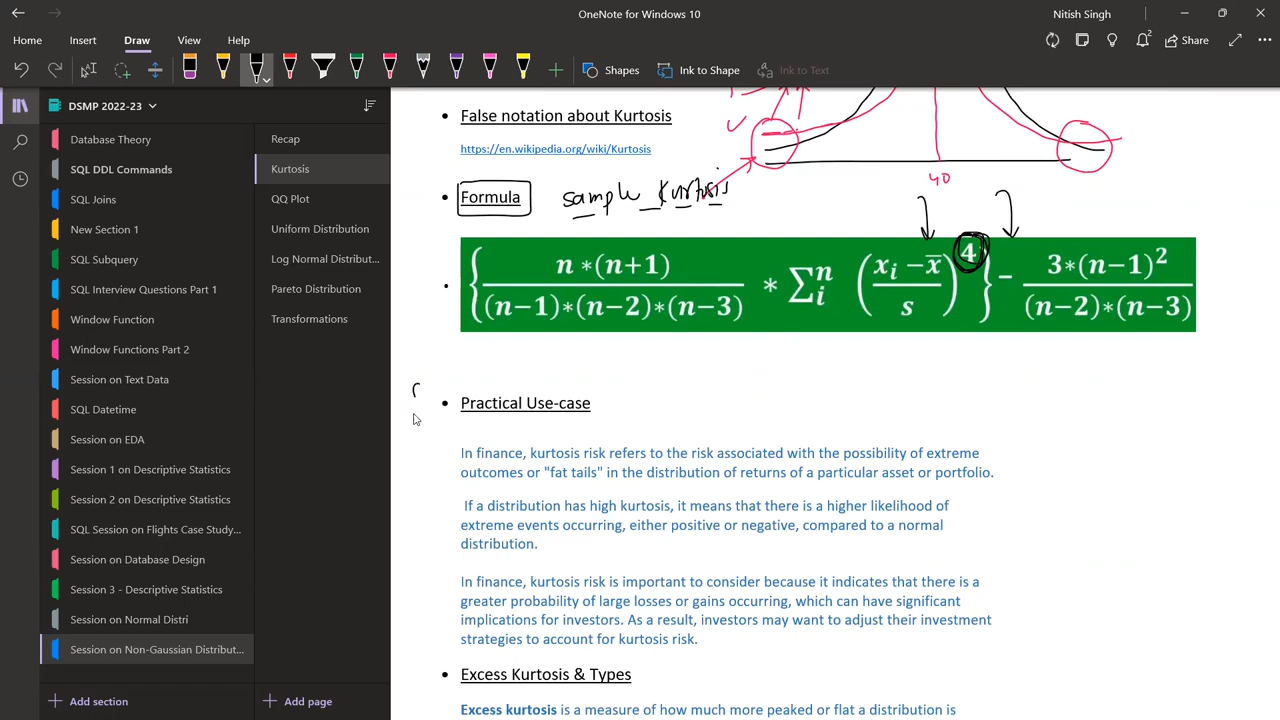 OneNote for Windows 10
Nitish Singh
Home
Insert
Draw
View
Help
Share
Shapes
Ink to Shape
Ink to Text
DSMP 2022-23
Database Theory
SQL DDL Commands
SQL Joins
New Section 1
SQL Subquery
SQL Interview Questions Part 1
Window Function
Window Functions Part 2
Session on Text Data
SQL Datetime
Session on EDA
Session 1 on Descriptive Statistics
Session 2 on Descriptive Statistics
SQL Session on Flights Case Study...
Session on Database Design
Session 3 - Descriptive Statistics
Session on Normal Distri
Session on Non-Gaussian Distribut...
Add section
Recap
Kurtosis
QQ Plot
Uniform Distribution
Log Normal Distribut...
Pareto Distribution
Transformations
Add page
• False notation about Kurtosis
https://en.wikipedia.org/wiki/Kurtosis
40
• Formula sample kurtosis
• {n*(n+1)/((n−1)*(n−2)*(n−3)) * ∑ᵢⁿ ((xᵢ−x̄)/s)⁴} − 3*(n−1)²/((n−2)*(n−3))
• Practical Use-case
In finance, kurtosis risk refers to the risk associated with the possibility of extreme
outcomes or "fat tails" in the distribution of returns of a particular asset or portfolio.
If a distribution has high kurtosis, it means that there is a higher likelihood of
extreme events occurring, either positive or negative, compared to a normal
distribution.
In finance, kurtosis risk is important to consider because it indicates that there is a
greater probability of large losses or gains occurring, which can have significant
implications for investors. As a result, investors may want to adjust their investment
strategies to account for kurtosis risk.
• Excess Kurtosis & Types
Excess kurtosis is a measure of how much more peaked or flat a distribution is